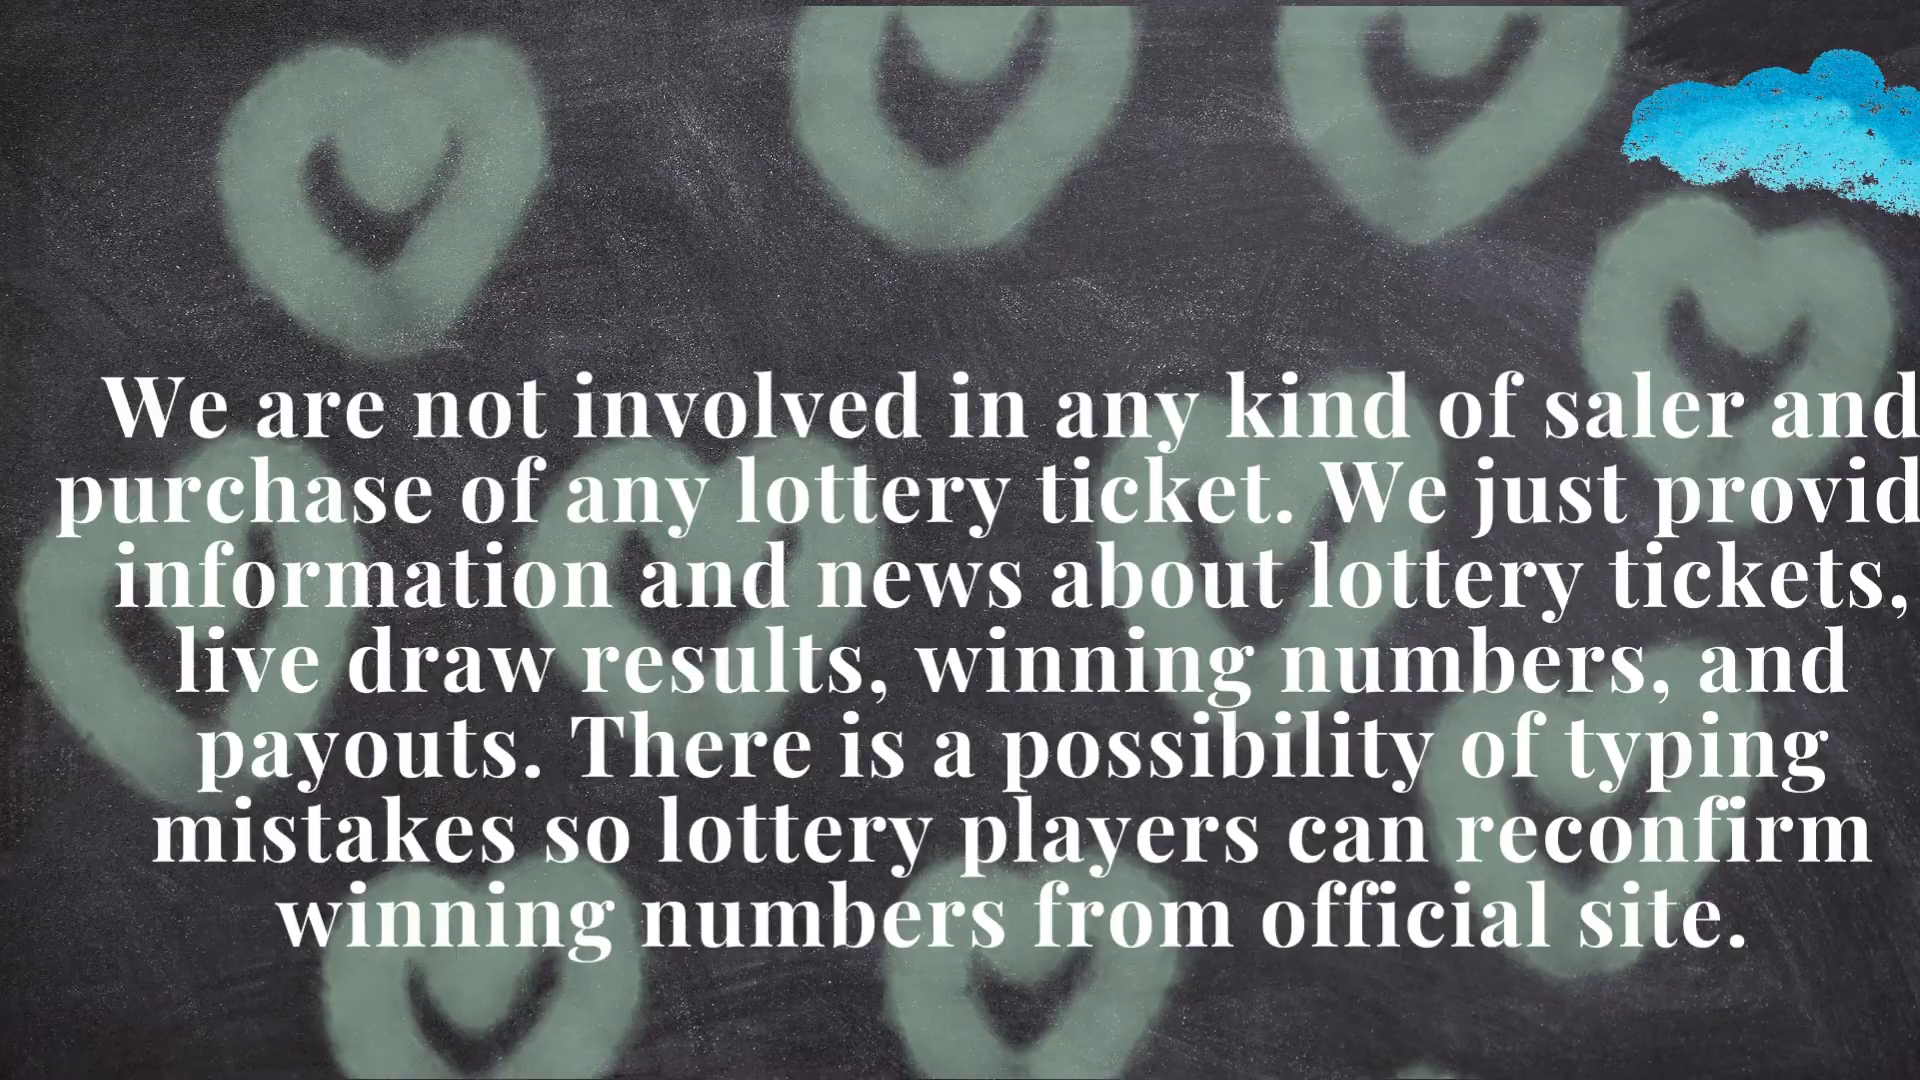 We are not involved in any kind of saler and
purchase of any lottery ticket. We just provid
information and news about lottery tickets,
live draw results, winning numbers, and
payouts. There is a possibility of typing
mistakes so lottery players can reconfirm
winning numbers from official site.